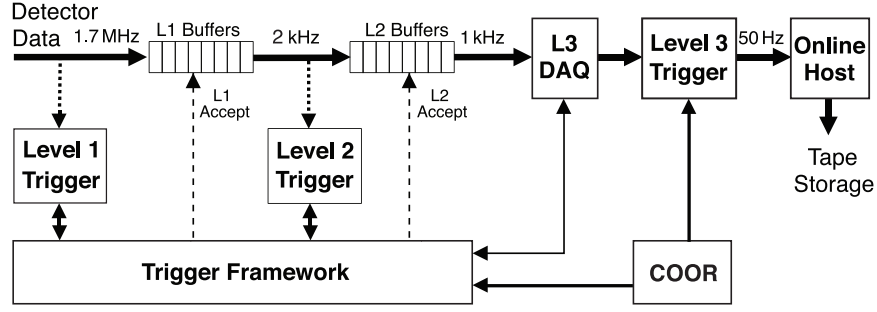 Detector
Data
1.7 MHz
L1 Buffers
2 kHz
L2 Buffers
1 kHz
L3
DAQ
Level 3
Trigger
50 Hz
Online
Host
L1
Accept
L2
Accept
Level 1
Trigger
Level 2
Trigger
Tape
Storage
Trigger Framework
COOR